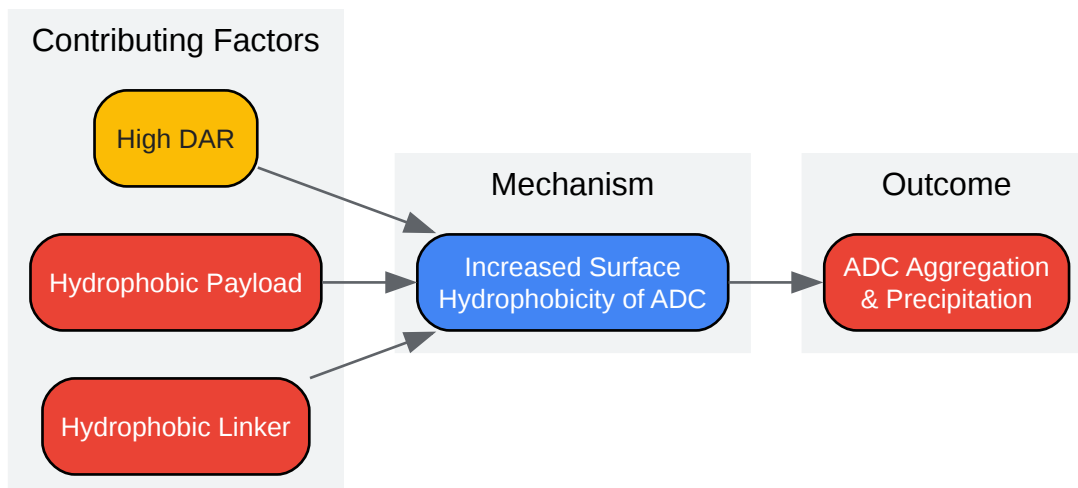 Contributing Factors
High DAR
Hydrophobic Payload
Hydrophobic Linker
Mechanism
Increased Surface
Hydrophobicity of ADC
Outcome
ADC Aggregation
& Precipitation